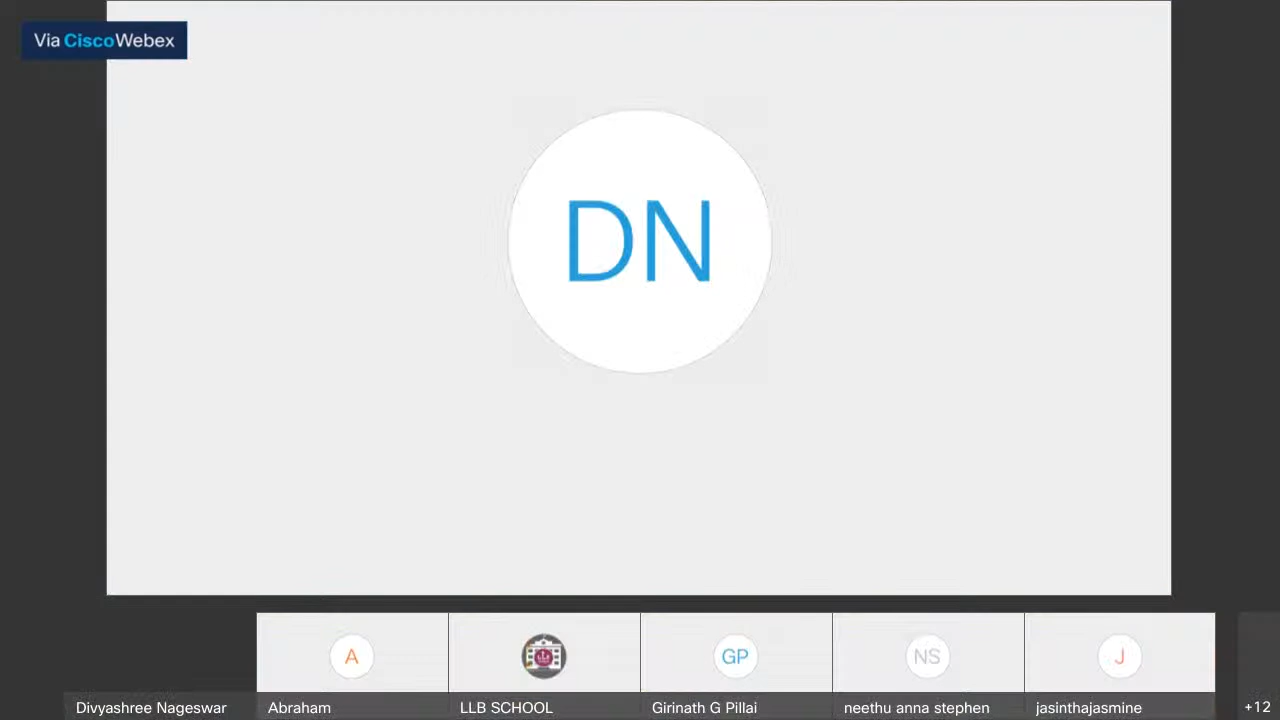 Via CiscoWebex
DN
A
GP
NS
J
Divyashree Nageswar
Abraham
LLB SCHOOL
Girinath G Pillai
neethu anna stephen
jasinthajasmine
+12